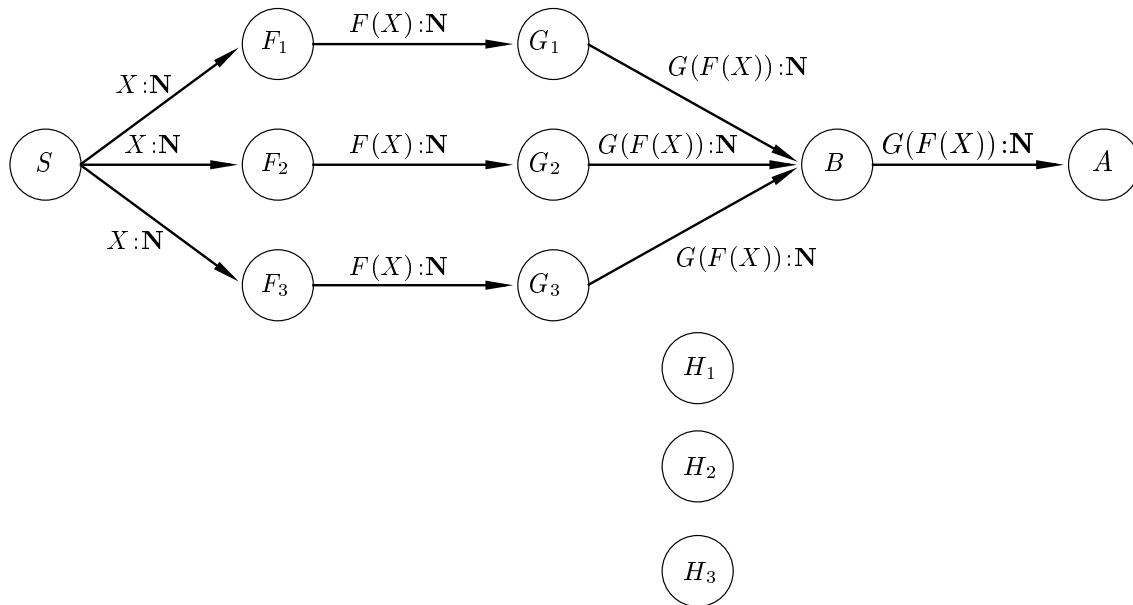 F₁ F(X):N G₁
X:N G(F(X)):N
S X:N F₂ F(X):N G₂ G(F(X)):N B G(F(X)):N A
X:N G(F(X)):N
F₃ F(X):N G₃
H₁
H₂
H₃